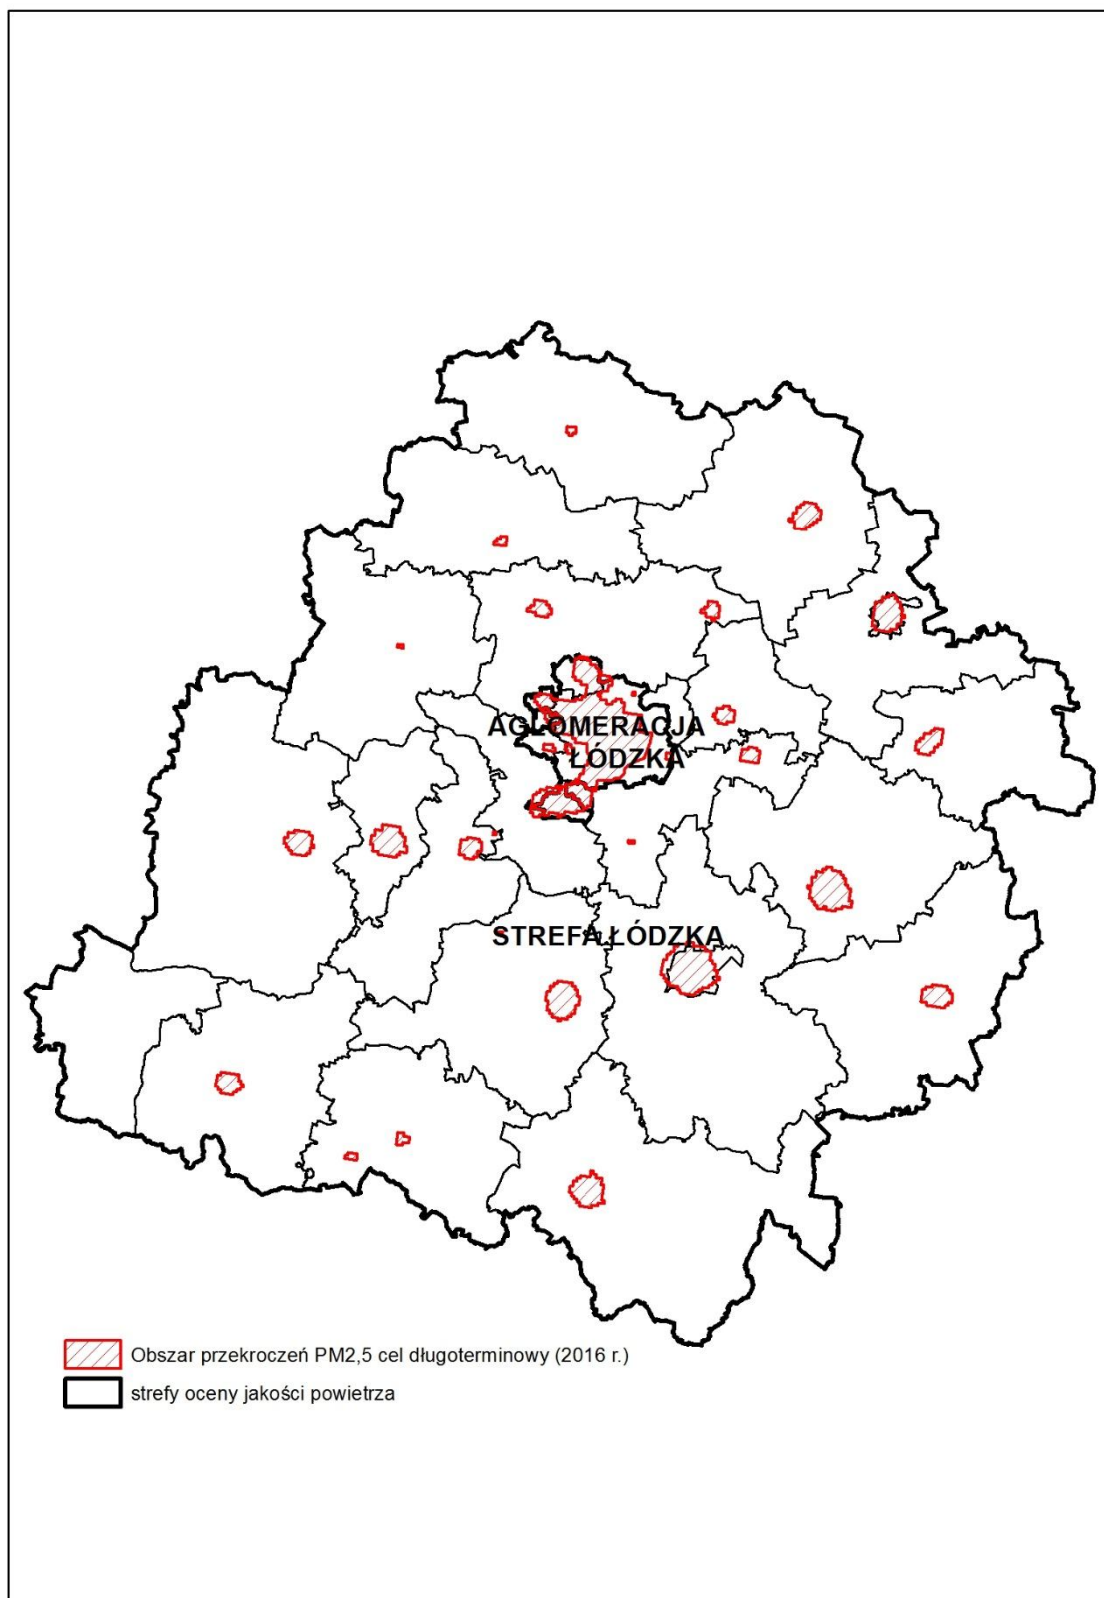 AGLOMERACJA
ŁÓDZKA
STREFA ŁÓDZKA
Obszar przekroczeń PM2,5 cel długoterminowy (2016 r.)
strefy oceny jakości powietrza